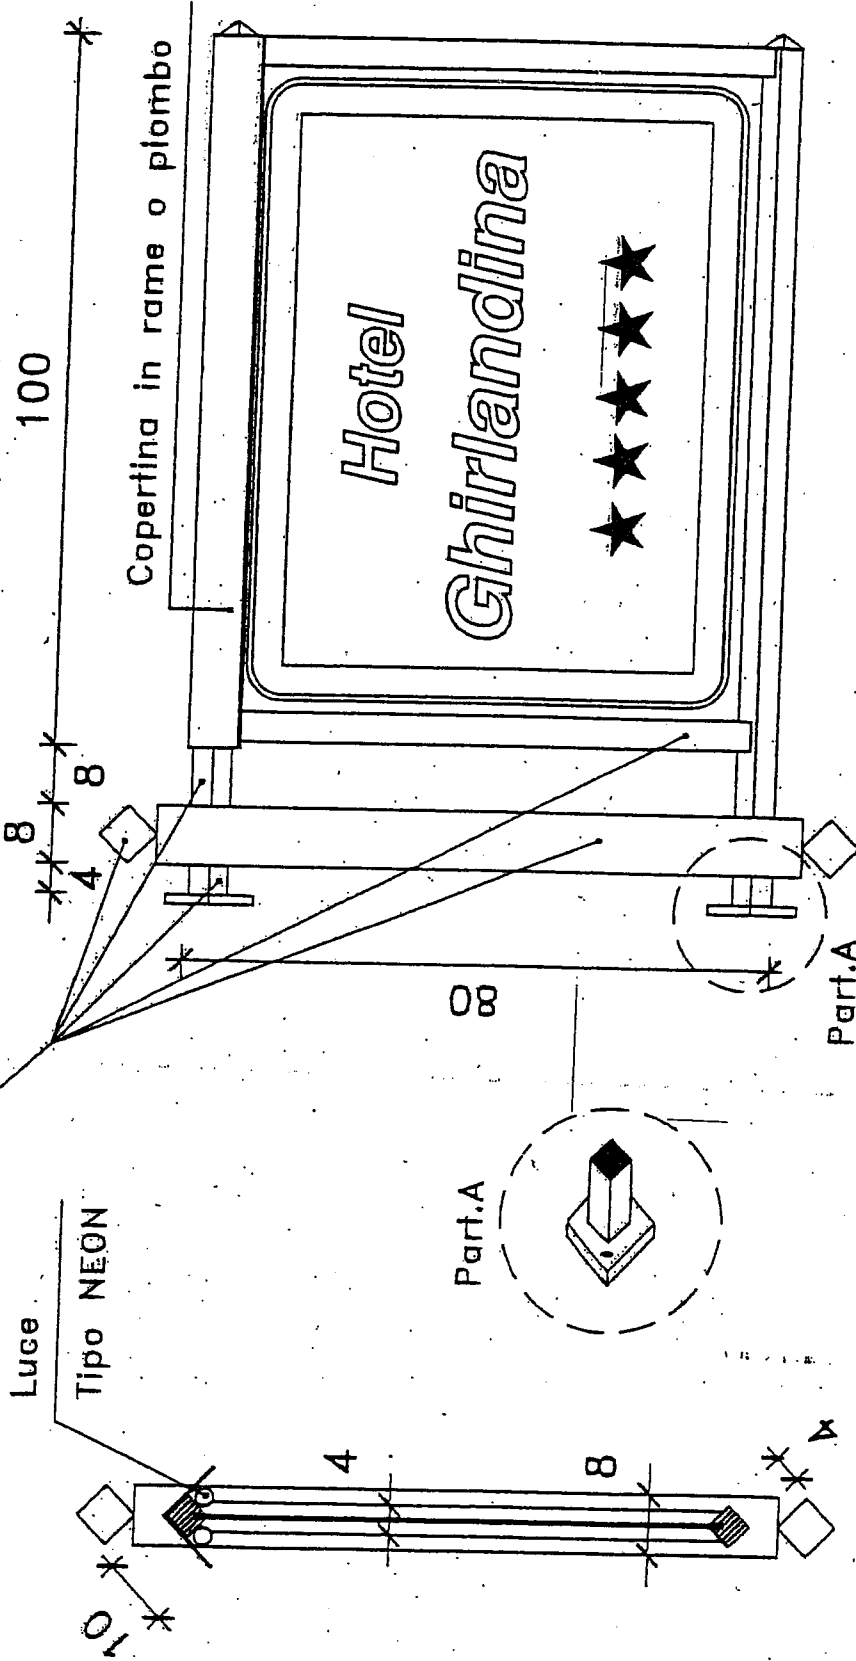 100
8
8
4
Copertina in rame o piombo
Hotel
Ghirlandina
80
Part.A
Part.A
Luce
Tipo NEON
4
8
4
10